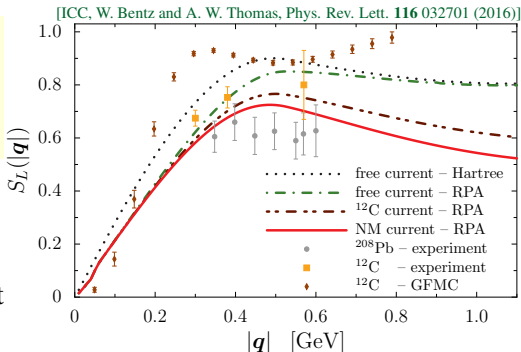 [ICC, W. Bentz and A. W. Thomas, Phys. Rev. Lett. 116 032701 (2016)]
1.0
0.8
0.6
0.4
0.2
0
S_L(|q|)
free current – Hartree
free current – RPA
¹²C current – RPA
NM current – RPA
²⁰⁸Pb – experiment
¹²C – experiment
¹²C – GFMC
0 0.2 0.4 0.6 0.8 1.0
|q| [GeV]